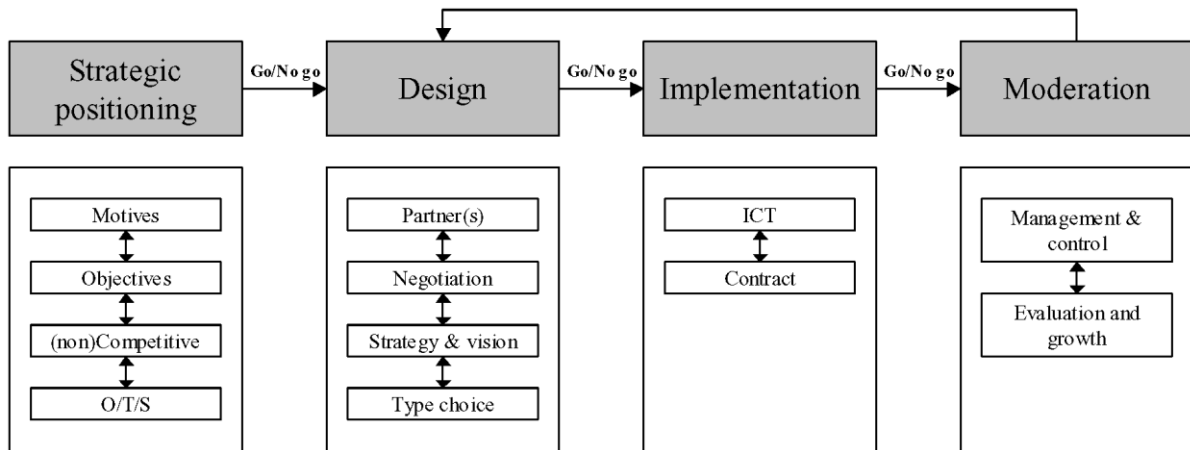 Strategic
positioning
Go/No go
Design
Go/No go
Implementation
Go/No go
Moderation
Motives
Objectives
(non)Competitive
O/T/S
Partner(s)
Negotiation
Strategy & vision
Type choice
ICT
Contract
Management &
control
Evaluation and
growth